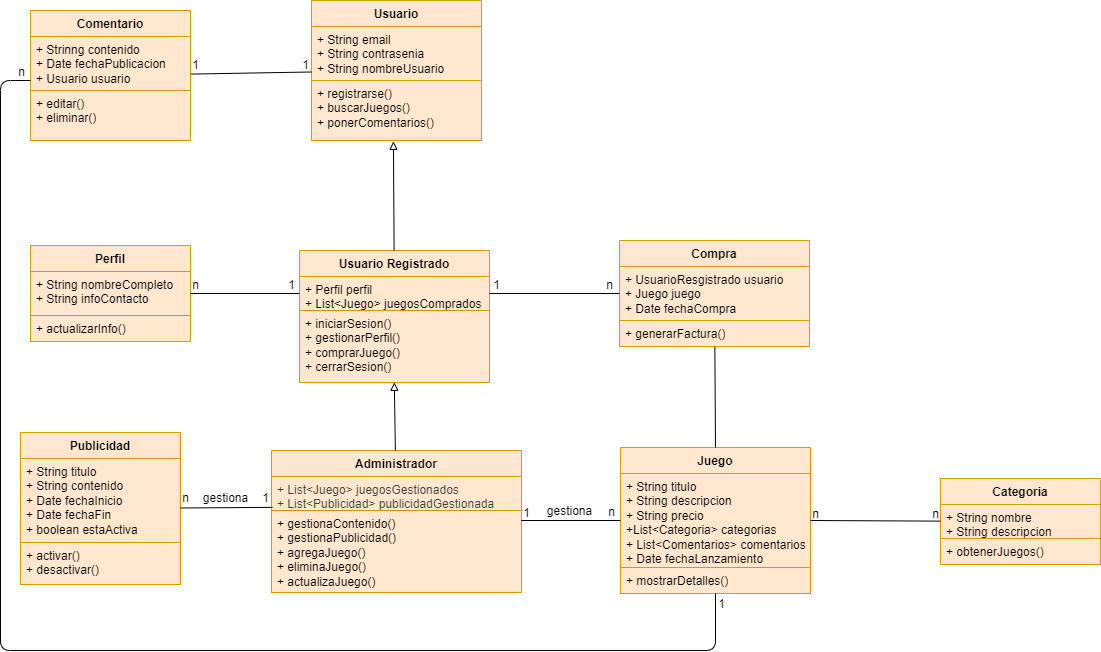 Comentario
+ Strinng contenido
+ Date fechaPublicacion
+ Usuario usuario
+ editar()
+ eliminar()
n
1
1
Usuario
+ String email
+ String contrasenia
+ String nombreUsuario
+ registrarse()
+ buscarJuegos()
+ ponerComentarios()
Perfil
+ String nombreCompleto
+ String infoContacto
+ actualizarInfo()
n
1
Usuario Registrado
+ Perfil perfil
+ List<Juego> juegosComprados
+ iniciarSesion()
+ gestionarPerfil()
+ comprarJuego()
+ cerrarSesion()
1
n
Compra
+ UsuarioResgistrado usuario
+ Juego juego
+ Date fechaCompra
+ generarFactura()
Publicidad
+ String titulo
+ String contenido
+ Date fechaInicio
+ Date fechaFin
+ boolean estaActiva
+ activar()
+ desactivar()
n
gestiona
1
Administrador
+ List<Juego> juegosGestionados
+ List<Publicidad> publicidadGestionada
+ gestionaContenido()
+ gestionaPublicidad()
+ agregaJuego()
+ eliminaJuego()
+ actualizaJuego()
1
gestiona
n
Juego
+ String titulo
+ String descripcion
+ String precio
+List<Categoria> categorias
+ List<Comentarios> comentarios
+ Date fechaLanzamiento
+ mostrarDetalles()
n
n
Categoria
+ String nombre
+ String descripcion
+ obtenerJuegos()
1